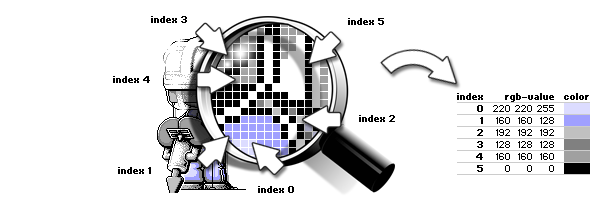 index 3
index 5
index 4
index 2
index 1
index 0
index rgb-value color
0 220 220 255
1 160 160 128
2 192 192 192
3 128 128 128
4 160 160 160
5 0 0 0